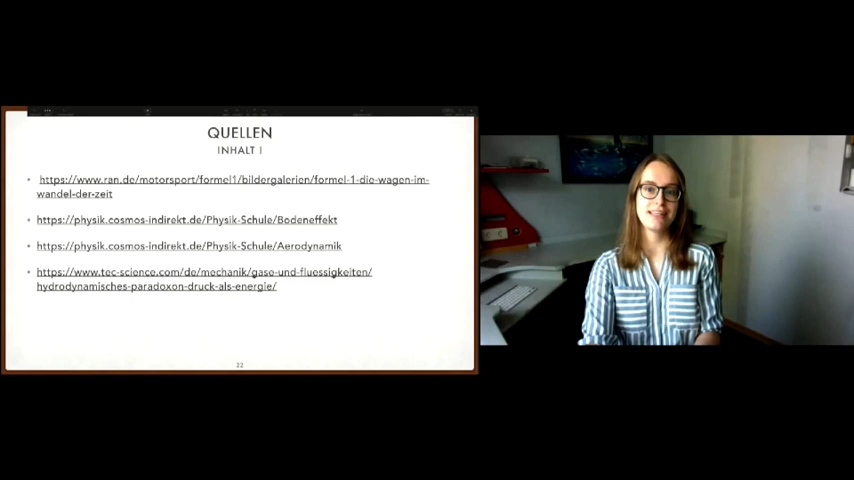 QUELLEN
INHALT I
• https://www.ran.de/motorsport/formel1/bildergalerien/formel-1-die-wagen-im-
wandel-der-zeit
• https://physik.cosmos-indirekt.de/Physik-Schule/Bodeneffekt
• https://physik.cosmos-indirekt.de/Physik-Schule/Aerodynamik
• https://www.tec-science.com/de/mechanik/gase-und-fluessigkeiten/
hydrodynamisches-paradoxon-druck-als-energie/
22